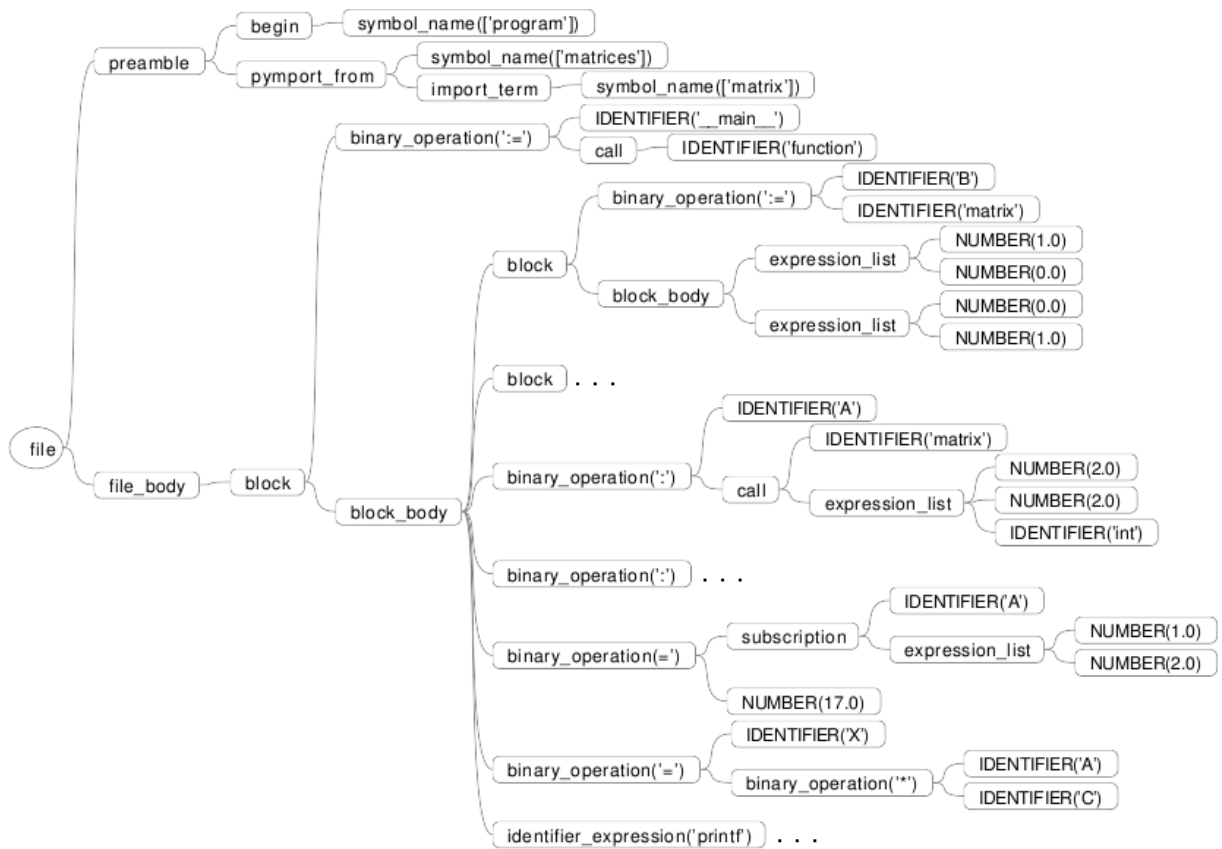 begin
symbol_name(['program'])
preamble
symbol_name(['matrices'])
pymport_from
import_term
symbol_name(['matrix'])
IDENTIFIER('__main__')
binary_operation(':=')
call
IDENTIFIER('function')
IDENTIFIER('B')
binary_operation(':=')
IDENTIFIER('matrix')
NUMBER(1.0)
expression_list
block
NUMBER(0.0)
block_body
NUMBER(0.0)
expression_list
NUMBER(1.0)
block . . .
IDENTIFIER('A')
IDENTIFIER('matrix')
file
NUMBER(2.0)
binary_operation(':')
file_body
block
call
NUMBER(2.0)
expression_list
block_body
IDENTIFIER('int')
binary_operation(':') . . .
IDENTIFIER('A')
subscription
NUMBER(1.0)
expression_list
binary_operation(=')
NUMBER(2.0)
NUMBER(17.0)
IDENTIFIER('X')
IDENTIFIER('A')
binary_operation('=')
binary_operation('*')
IDENTIFIER('C')
identifier_expression('printf') . . .